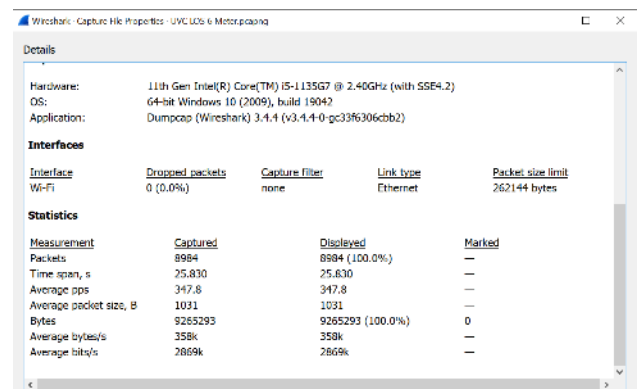 Wireshark · Capture File Properties · UVC LOS 6 Meter.pcapng
Details
Hardware: 11th Gen Intel(R) Core(TM) i5-1135G7 @ 2.40GHz (with SSE4.2)
OS: 64-bit Windows 10 (2009), build 19042
Application: Dumpcap (Wireshark) 3.4.4 (v3.4.4-0-gc33f6306cbb2)
Interfaces
Interface Dropped packets Capture filter Link type Packet size limit
Wi-Fi 0 (0.0%) none Ethernet 262144 bytes
Statistics
Measurement Captured Displayed Marked
Packets 8984 8984 (100.0%) —
Time span, s 25.830 25.830 —
Average pps 347.8 347.8 —
Average packet size, B 1031 1031 —
Bytes 9265293 9265293 (100.0%) 0
Average bytes/s 358k 358k —
Average bits/s 2869k 2869k —